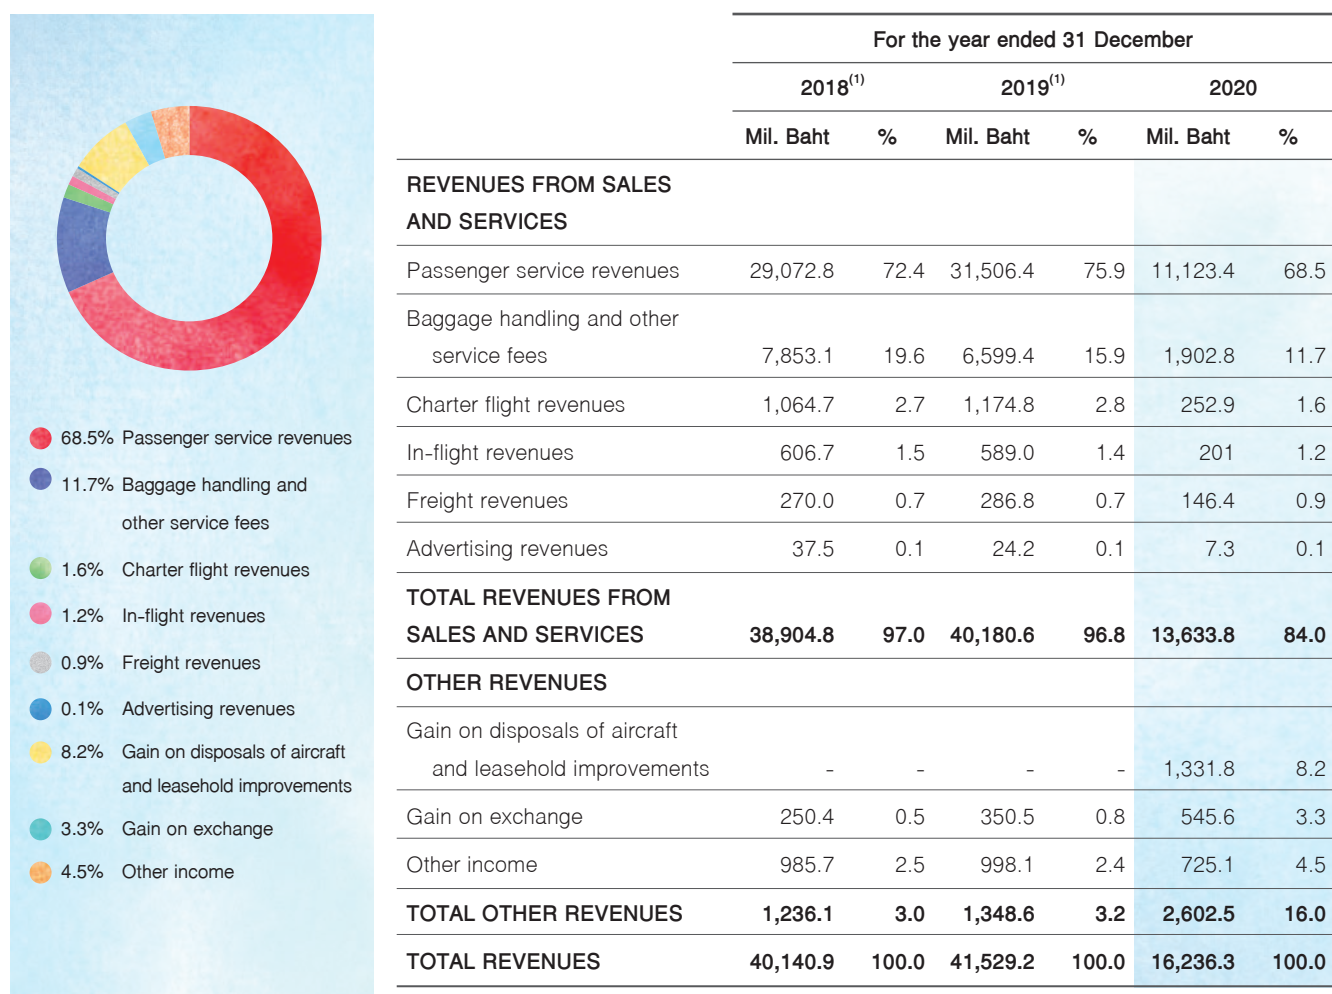 68.5% Passenger service revenues
11.7% Baggage handling and
other service fees
1.6% Charter flight revenues
1.2% In-flight revenues
0.9% Freight revenues
0.1% Advertising revenues
8.2% Gain on disposals of aircraft
and leasehold improvements
3.3% Gain on exchange
4.5% Other income
For the year ended 31 December
2018(1) 2019(1) 2020
Mil. Baht % Mil. Baht % Mil. Baht %
REVENUES FROM SALES
AND SERVICES
Passenger service revenues 29,072.8 72.4 31,506.4 75.9 11,123.4 68.5
Baggage handling and other
service fees 7,853.1 19.6 6,599.4 15.9 1,902.8 11.7
Charter flight revenues 1,064.7 2.7 1,174.8 2.8 252.9 1.6
In-flight revenues 606.7 1.5 589.0 1.4 201 1.2
Freight revenues 270.0 0.7 286.8 0.7 146.4 0.9
Advertising revenues 37.5 0.1 24.2 0.1 7.3 0.1
TOTAL REVENUES FROM
SALES AND SERVICES 38,904.8 97.0 40,180.6 96.8 13,633.8 84.0
OTHER REVENUES
Gain on disposals of aircraft
and leasehold improvements - - - - 1,331.8 8.2
Gain on exchange 250.4 0.5 350.5 0.8 545.6 3.3
Other income 985.7 2.5 998.1 2.4 725.1 4.5
TOTAL OTHER REVENUES 1,236.1 3.0 1,348.6 3.2 2,602.5 16.0
TOTAL REVENUES 40,140.9 100.0 41,529.2 100.0 16,236.3 100.0